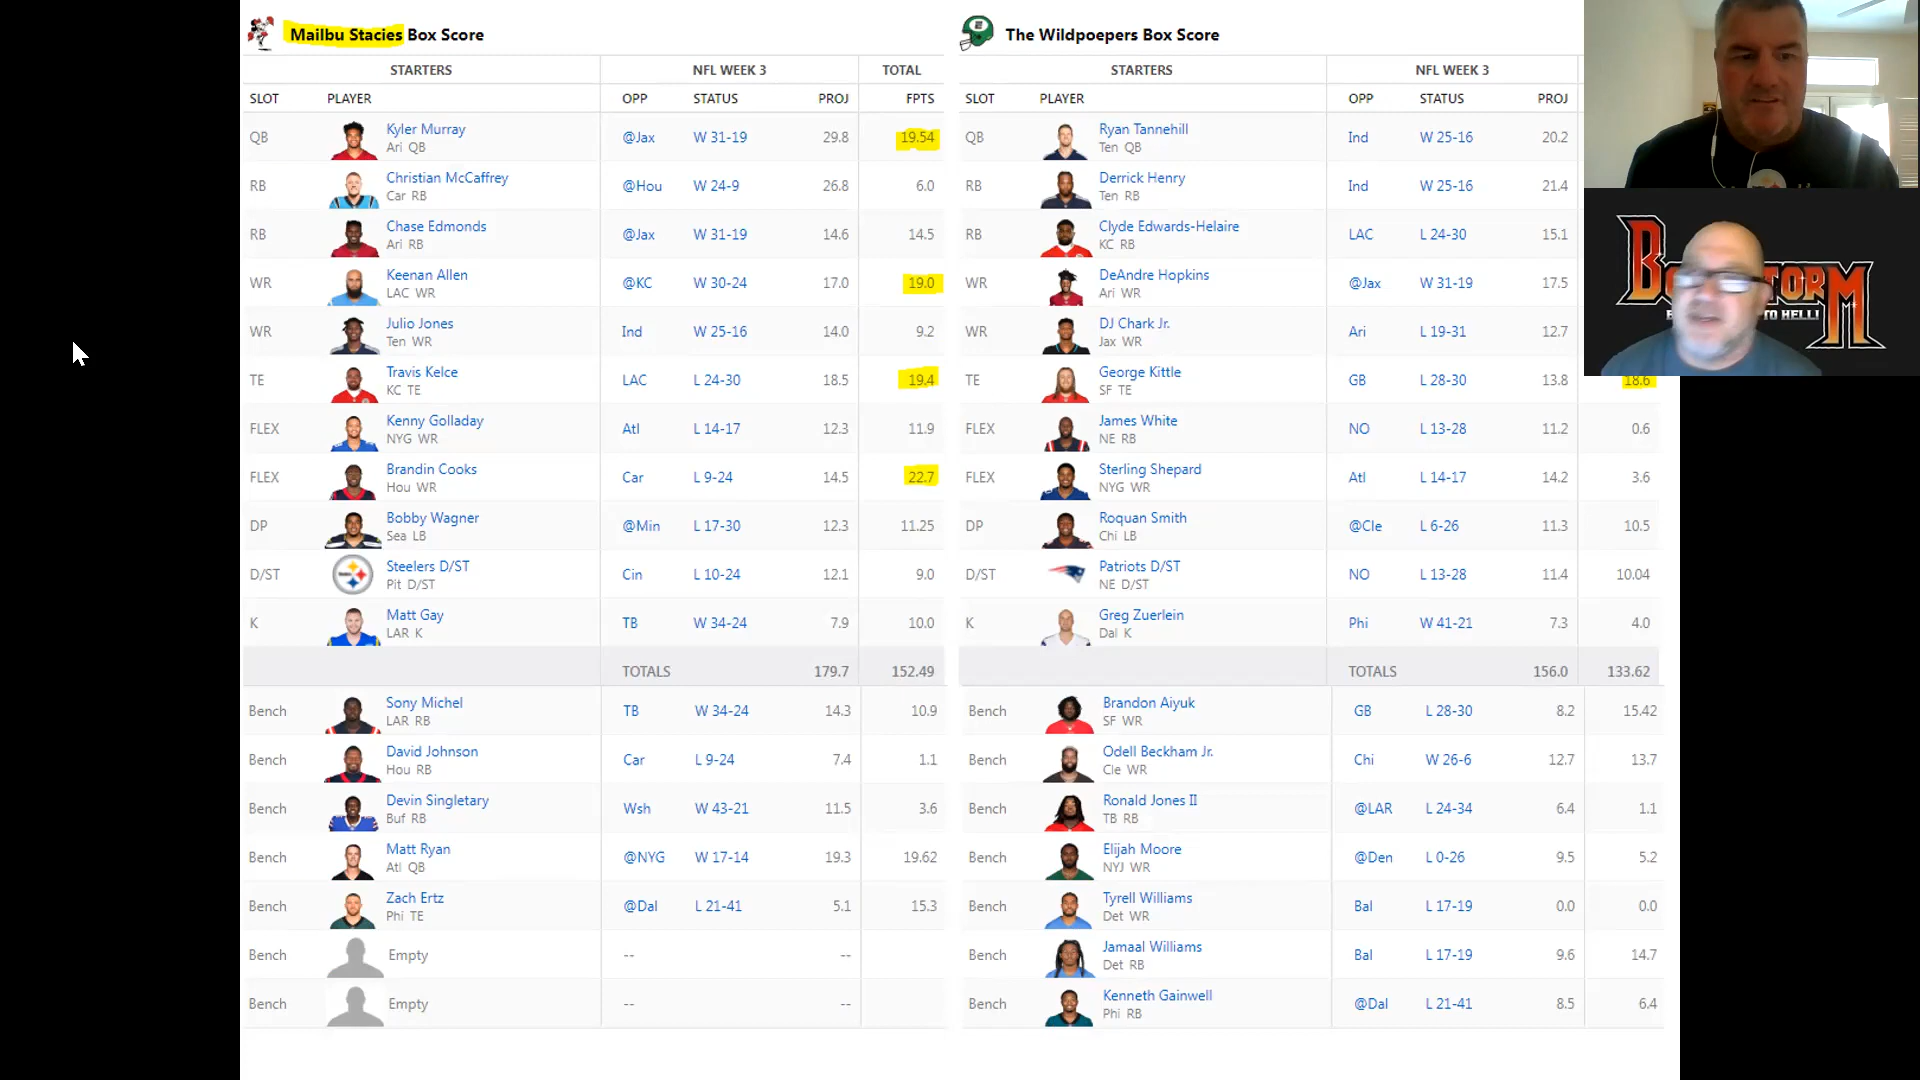 Mailbu Stacies Box Score
STARTERS NFL WEEK 3 TOTAL
SLOT PLAYER OPP STATUS PROJ FPTS
QB Kyler Murray Ari QB @Jax W 31-19 29.8 19.54
RB Christian McCaffrey Car RB @Hou W 24-9 26.8 6.0
RB Chase Edmonds Ari RB @Jax W 31-19 14.6 14.5
WR Keenan Allen LAC WR @KC W 30-24 17.0 19.0
WR Julio Jones Ten WR Ind W 25-16 14.0 9.2
TE Travis Kelce KC TE LAC L 24-30 18.5 19.4
FLEX Kenny Golladay NYG WR Atl L 14-17 12.3 11.9
FLEX Brandin Cooks Hou WR Car L 9-24 14.5 22.7
DP Bobby Wagner Sea LB @Min L 17-30 12.3 11.25
D/ST Steelers D/ST Pit D/ST Cin L 10-24 12.1 9.0
K Matt Gay LAR K TB W 34-24 7.9 10.0
TOTALS 179.7 152.49
Bench Sony Michel LAR RB TB W 34-24 14.3 10.9
Bench David Johnson Hou RB Car L 9-24 7.4 1.1
Bench Devin Singletary Buf RB Wsh W 43-21 11.5 3.6
Bench Matt Ryan Atl QB @NYG W 17-14 19.3 19.62
Bench Zach Ertz Phi TE @Dal L 21-41 5.1 15.3
Bench Empty -- --
Bench Empty -- --
The Wildpoepers Box Score
STARTERS NFL WEEK 3
SLOT PLAYER OPP STATUS PROJ
QB Ryan Tannehill Ten QB Ind W 25-16 20.2
RB Derrick Henry Ten RB Ind W 25-16 21.4
RB Clyde Edwards-Helaire KC RB LAC L 24-30 15.1
WR DeAndre Hopkins Ari WR @Jax W 31-19 17.5
WR DJ Chark Jr. Jax WR Ari L 19-31 12.7
TE George Kittle SF TE GB L 28-30 13.8 18.6
FLEX James White NE RB NO L 13-28 11.2 0.6
FLEX Sterling Shepard NYG WR Atl L 14-17 14.2 3.6
DP Roquan Smith Chi LB @Cle L 6-26 11.3 10.5
D/ST Patriots D/ST NE D/ST NO L 13-28 11.4 10.04
K Greg Zuerlein Dal K Phi W 41-21 7.3 4.0
TOTALS 156.0 133.62
Bench Brandon Aiyuk SF WR GB L 28-30 8.2 15.42
Bench Odell Beckham Jr. Cle WR Chi W 26-6 12.7 13.7
Bench Ronald Jones II TB RB @LAR L 24-34 6.4 1.1
Bench Elijah Moore NYJ WR @Den L 0-26 9.5 5.2
Bench Tyrell Williams Det WR Bal L 17-19 0.0 0.0
Bench Jamaal Williams Det RB Bal L 17-19 9.6 14.7
Bench Kenneth Gainwell Phi RB @Dal L 21-41 8.5 6.4
TO HELL!